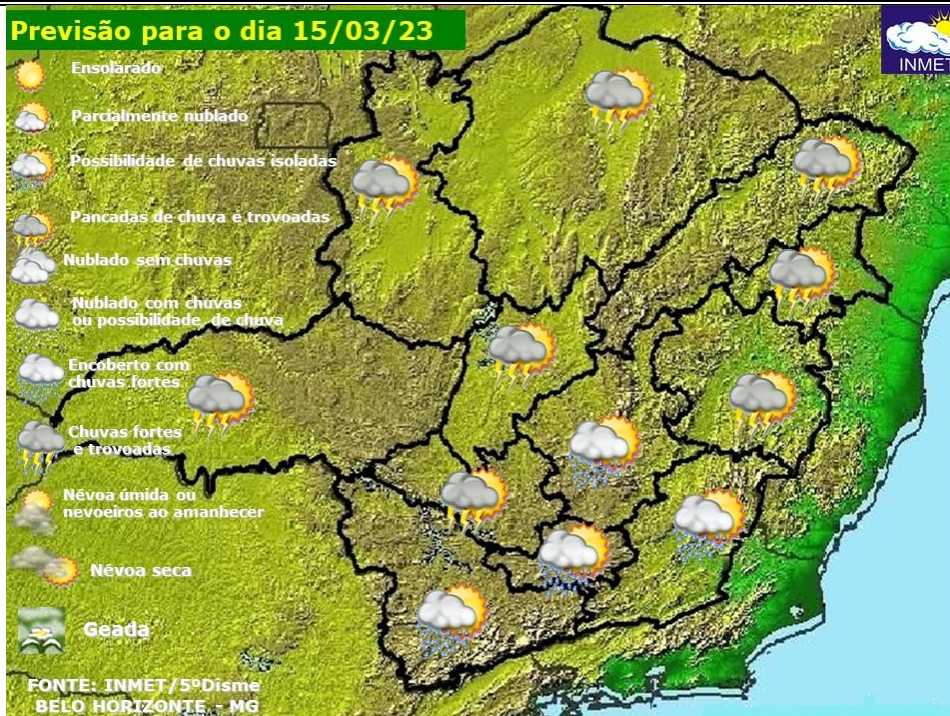 Previsão para o dia 15/03/23
INMET
Ensolarado
Parcialmente nublado
Possibilidade de chuvas isoladas
Pancadas de chuva e trovoadas
Nublado sem chuvas
Nublado com chuvas
ou possibilidade de chuva
Encoberto com
chuvas fortes
Chuvas fortes
e trovoadas
Névoa úmida ou
nevoeiros ao amanhecer
Névoa seca
Geada
FONTE: INMET/5ºDisme
BELO HORIZONTE - MG